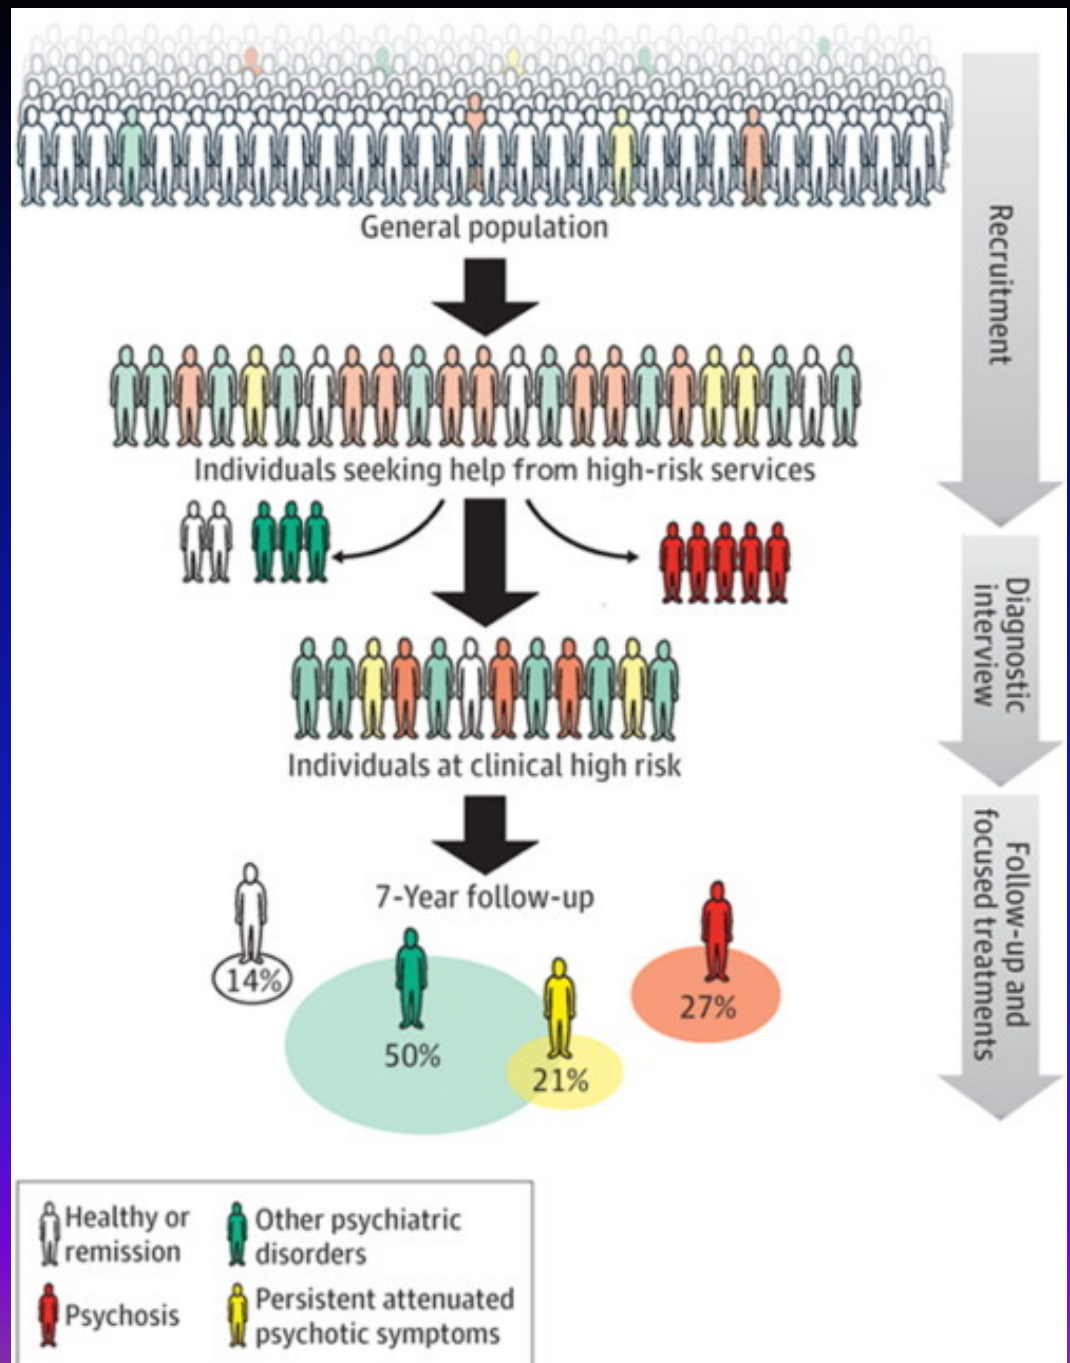 General population
Individuals seeking help from high-risk services
Individuals at clinical high risk
7-Year follow-up
14%
50%
21%
27%
Recruitment
Diagnostic
interview
Follow-up and
focused treatments
Healthy or
remission
Other psychiatric
disorders
Psychosis
Persistent attenuated
psychotic symptoms